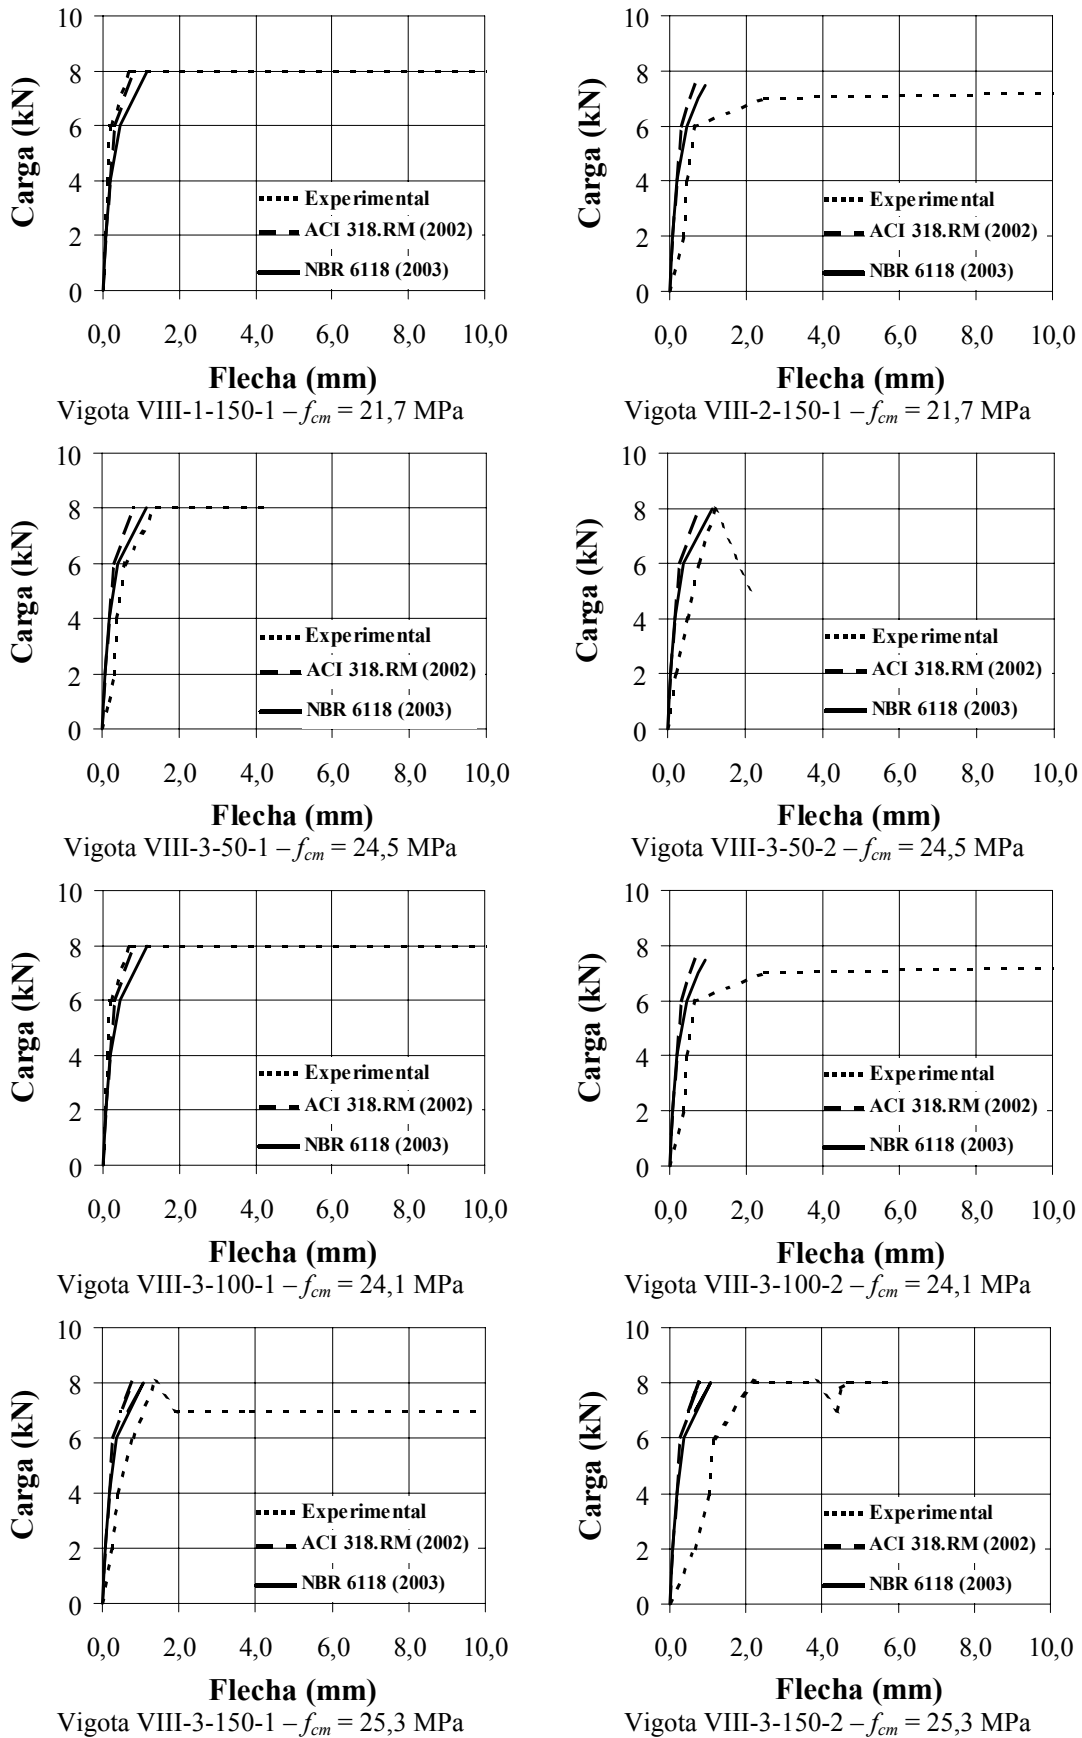 10
8
6
4
2
0
Carga (kN)
Experimental
ACI 318.RM (2002)
NBR 6118 (2003)
0,0 2,0 4,0 6,0 8,0 10,0
Flecha (mm)
Vigota VIII-1-150-1 – fcm = 21,7 MPa
10
8
6
4
2
0
Carga (kN)
Experimental
ACI 318.RM (2002)
NBR 6118 (2003)
0,0 2,0 4,0 6,0 8,0 10,0
Flecha (mm)
Vigota VIII-2-150-1 – fcm = 21,7 MPa
10
8
6
4
2
0
Carga (kN)
Experimental
ACI 318.RM (2002)
NBR 6118 (2003)
0,0 2,0 4,0 6,0 8,0 10,0
Flecha (mm)
Vigota VIII-3-50-1 – fcm = 24,5 MPa
10
8
6
4
2
0
Carga (kN)
Experimental
ACI 318.RM (2002)
NBR 6118 (2003)
0,0 2,0 4,0 6,0 8,0 10,0
Flecha (mm)
Vigota VIII-3-50-2 – fcm = 24,5 MPa
10
8
6
4
2
0
Carga (kN)
Experimental
ACI 318.RM (2002)
NBR 6118 (2003)
0,0 2,0 4,0 6,0 8,0 10,0
Flecha (mm)
Vigota VIII-3-100-1 – fcm = 24,1 MPa
10
8
6
4
2
0
Carga (kN)
Experimental
ACI 318.RM (2002)
NBR 6118 (2003)
0,0 2,0 4,0 6,0 8,0 10,0
Flecha (mm)
Vigota VIII-3-100-2 – fcm = 24,1 MPa
10
8
6
4
2
0
Carga (kN)
Experimental
ACI 318.RM (2002)
NBR 6118 (2003)
0,0 2,0 4,0 6,0 8,0 10,0
Flecha (mm)
Vigota VIII-3-150-1 – fcm = 25,3 MPa
10
8
6
4
2
0
Carga (kN)
Experimental
ACI 318.RM (2002)
NBR 6118 (2003)
0,0 2,0 4,0 6,0 8,0 10,0
Flecha (mm)
Vigota VIII-3-150-2 – fcm = 25,3 MPa